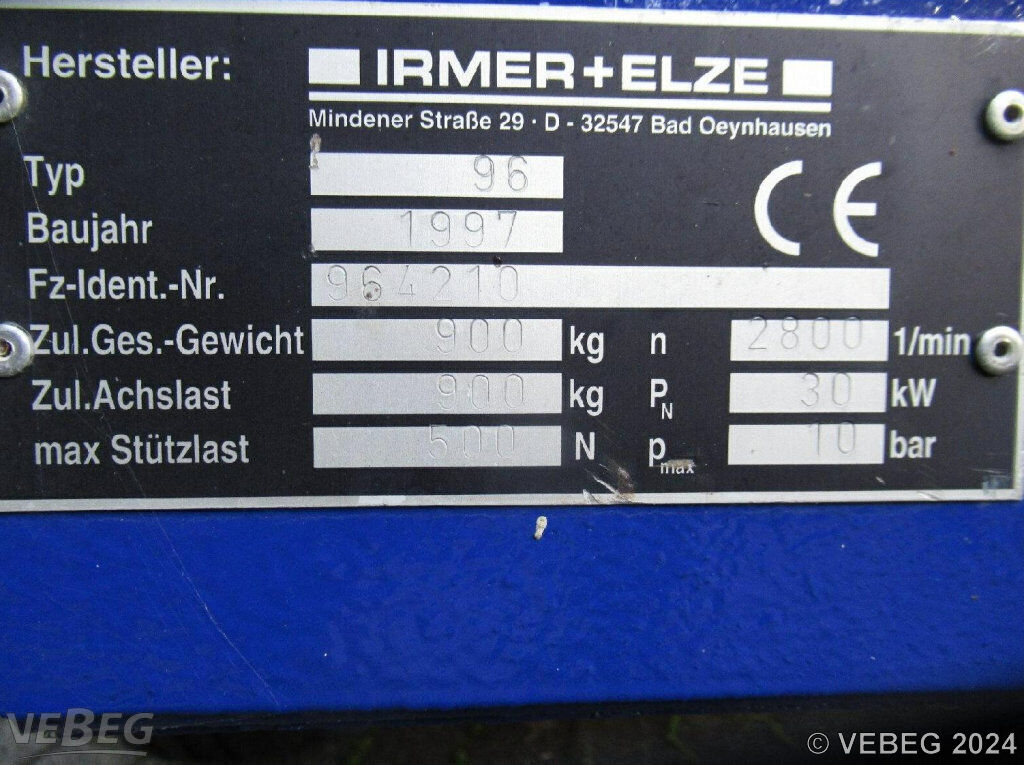 Hersteller: IRMER+ELZE
Mindener Straße 29 · D - 32547 Bad Oeynhausen
Typ 96
CE
Baujahr 1997
Fz-Ident.-Nr. 964210
Zul.Ges.-Gewicht 900 kg n 2800 1/min
Zul.Achslast 900 kg PN 30 kW
max Stützlast 500 N pmax 10 bar
VEBEG
© VEBEG 2024